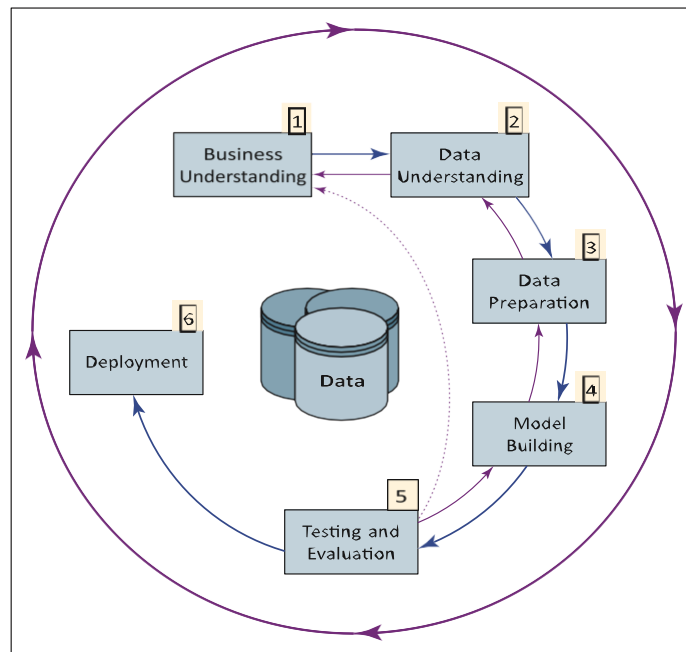 1
Business
Understanding
2
Data
Understanding
3
Data
Preparation
4
Model
Building
5
Testing and
Evaluation
6
Deployment
Data